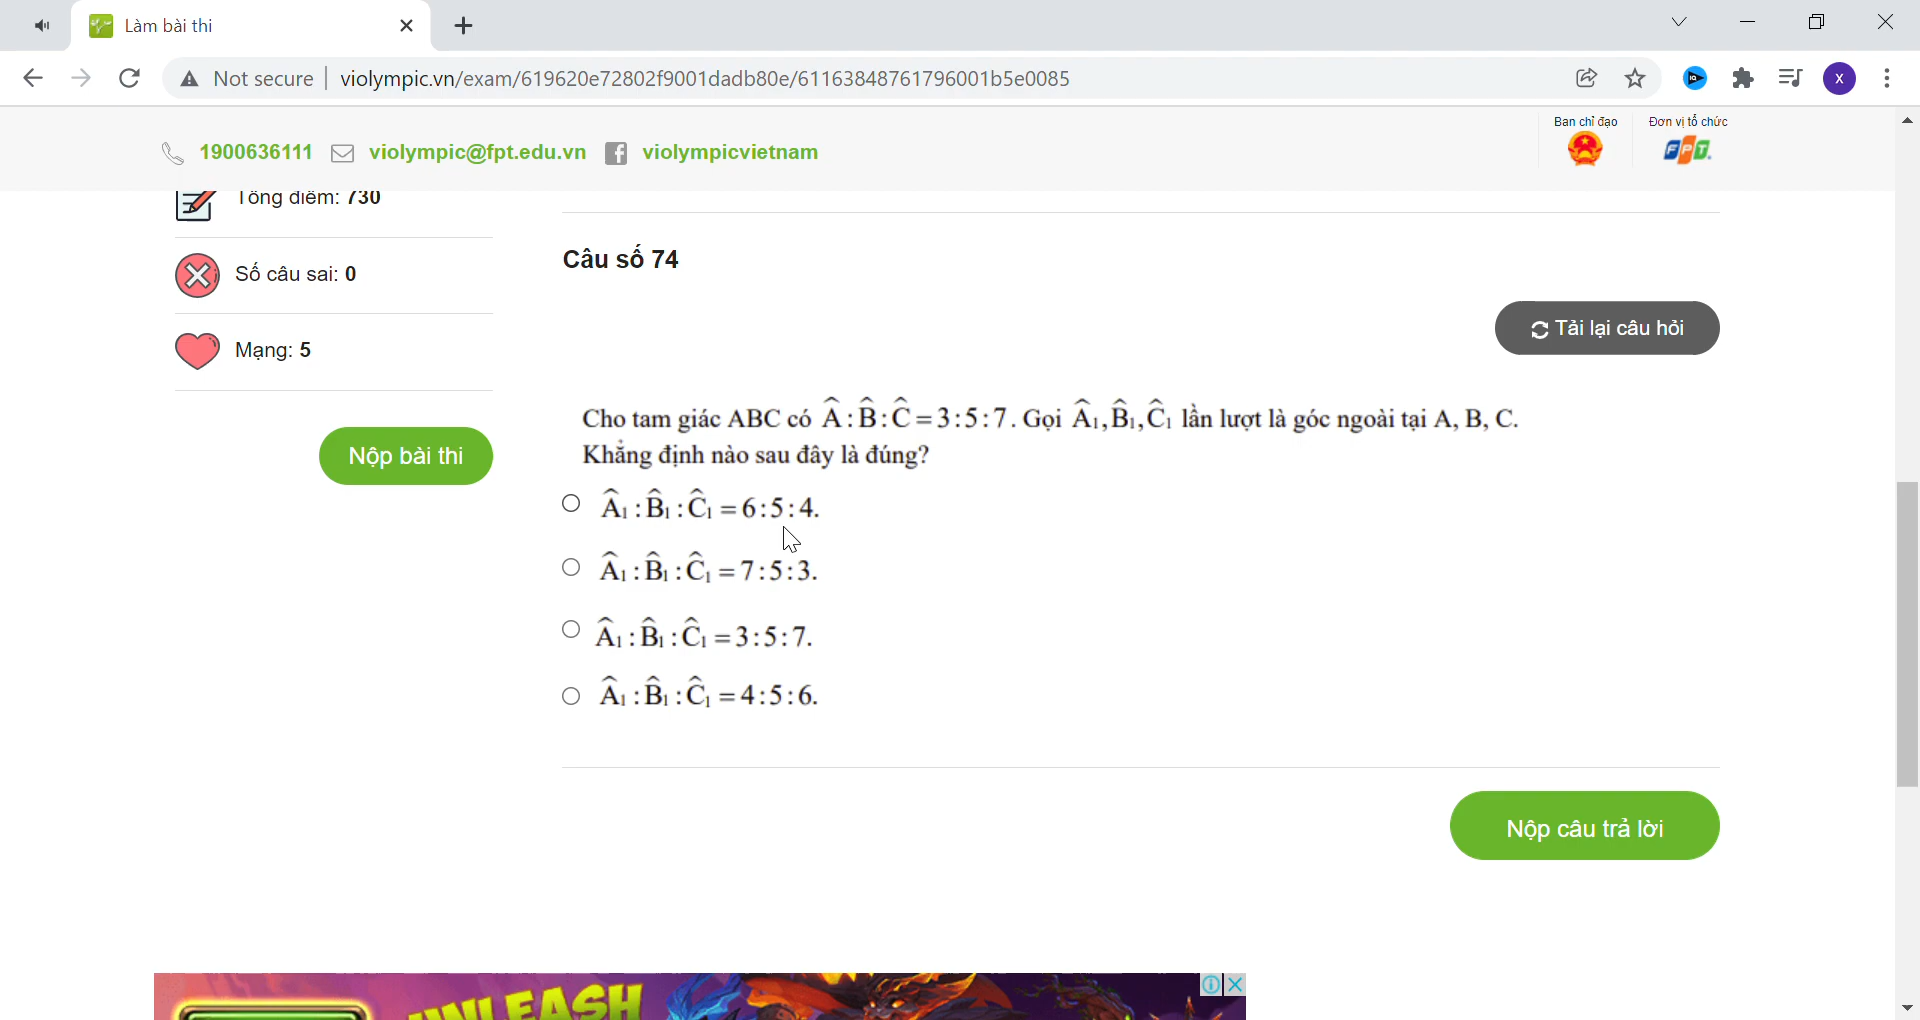 Làm bài thi
Not secure | violympic.vn/exam/619620e72802f9001dadb80e/61163848761796001b5e0085
X
1900636111 violympic@fpt.edu.vn violympicvietnam
Ban chỉ đạo
Đơn vị tổ chức
FPT
Tổng điểm: 730
Số câu sai: 0
Mạng: 5
Nộp bài thi
Câu số 74
Tải lại câu hỏi
Cho tam giác ABC có Â : B̂ : Ĉ = 3 : 5 : 7. Gọi Â₁, B̂₁, Ĉ₁ lần lượt là góc ngoài tại A, B, C.
Khẳng định nào sau đây là đúng?
Â₁ : B̂₁ : Ĉ₁ = 6 : 5 : 4.
Â₁ : B̂₁ : Ĉ₁ = 7 : 5 : 3.
Â₁ : B̂₁ : Ĉ₁ = 3 : 5 : 7.
Â₁ : B̂₁ : Ĉ₁ = 4 : 5 : 6.
Nộp câu trả lời
UNLEASH